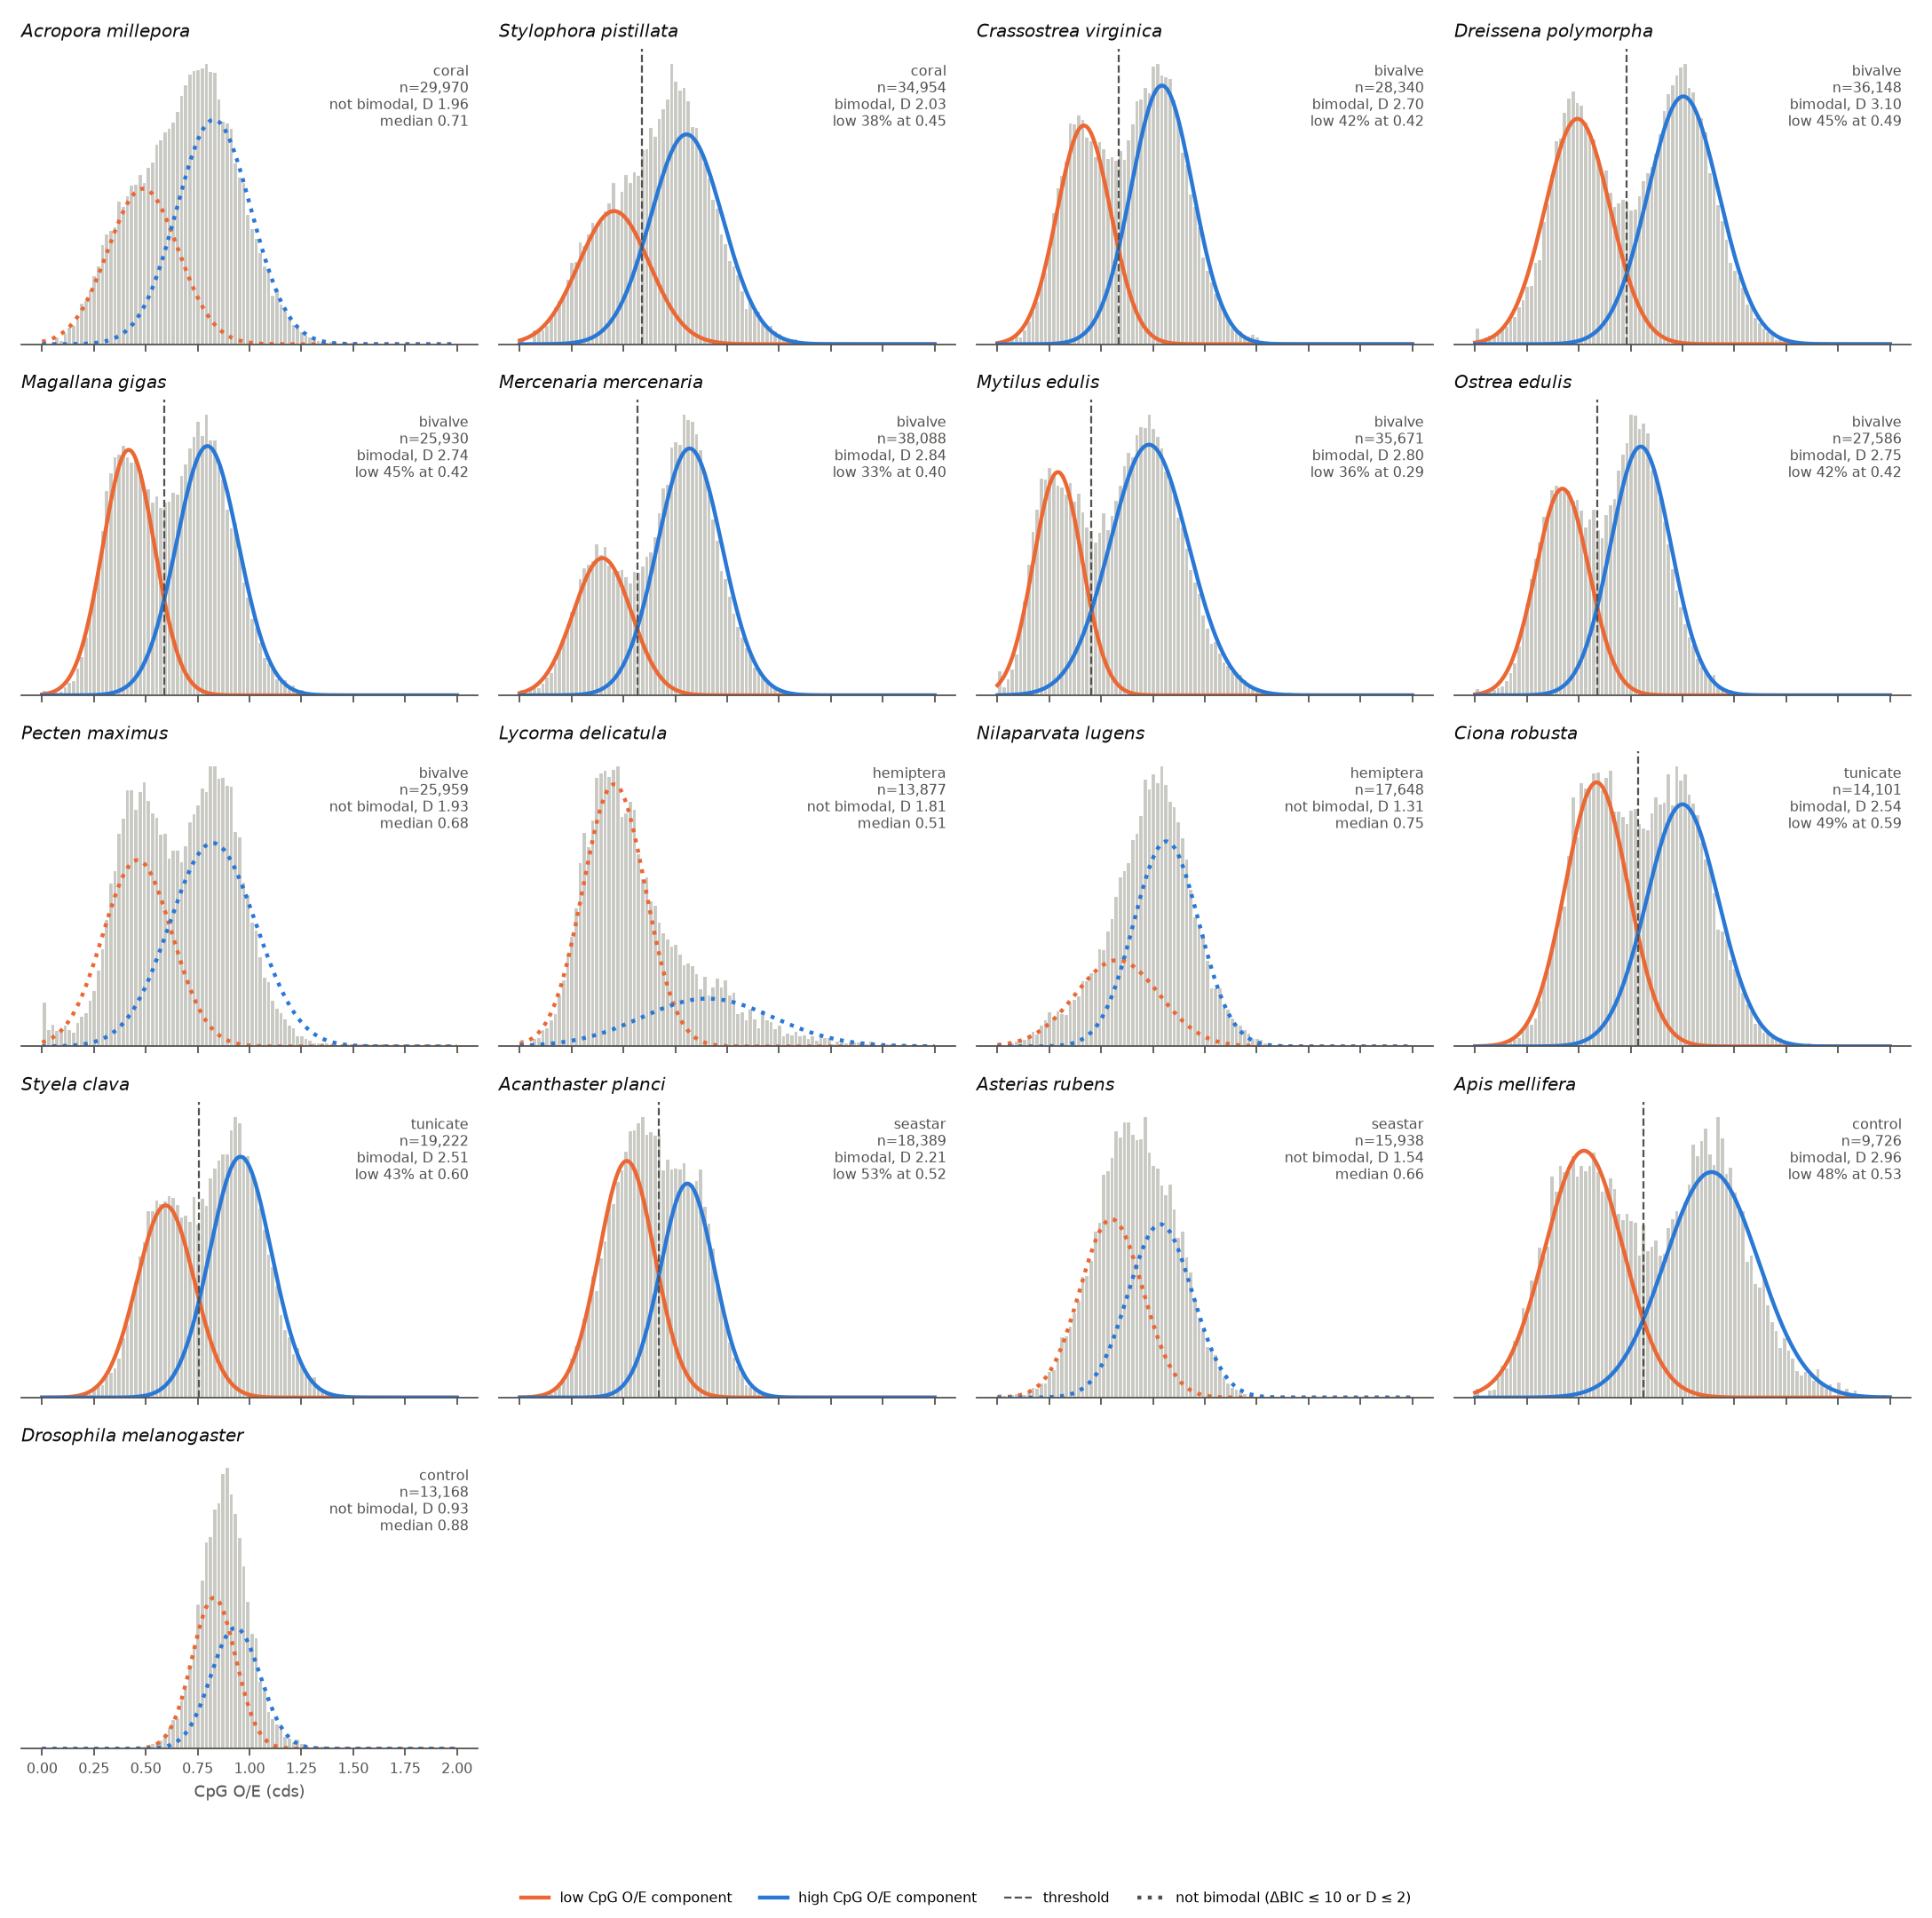 Acropora millepora
coral
n=29,970
not bimodal, D 1.96
median 0.71
Stylophora pistillata
coral
n=34,954
bimodal, D 2.03
low 38% at 0.45
Crassostrea virginica
bivalve
n=28,340
bimodal, D 2.70
low 42% at 0.42
Dreissena polymorpha
bivalve
n=36,148
bimodal, D 3.10
low 45% at 0.49
Magallana gigas
bivalve
n=25,930
bimodal, D 2.74
low 45% at 0.42
Mercenaria mercenaria
bivalve
n=38,088
bimodal, D 2.84
low 33% at 0.40
Mytilus edulis
bivalve
n=35,671
bimodal, D 2.80
low 36% at 0.29
Ostrea edulis
bivalve
n=27,586
bimodal, D 2.75
low 42% at 0.42
Pecten maximus
bivalve
n=25,959
not bimodal, D 1.93
median 0.68
Lycorma delicatula
hemiptera
n=13,877
not bimodal, D 1.81
median 0.51
Nilaparvata lugens
hemiptera
n=17,648
not bimodal, D 1.31
median 0.75
Ciona robusta
tunicate
n=14,101
bimodal, D 2.54
low 49% at 0.59
Styela clava
tunicate
n=19,222
bimodal, D 2.51
low 43% at 0.60
Acanthaster planci
seastar
n=18,389
bimodal, D 2.21
low 53% at 0.52
Asterias rubens
seastar
n=15,938
not bimodal, D 1.54
median 0.66
Apis mellifera
control
n=9,726
bimodal, D 2.96
low 48% at 0.53
Drosophila melanogaster
control
n=13,168
not bimodal, D 0.93
median 0.88
0.00 0.25 0.50 0.75 1.00 1.25 1.50 1.75 2.00
CpG O/E (cds)
low CpG O/E component high CpG O/E component threshold not bimodal (ΔBIC ≤ 10 or D ≤ 2)